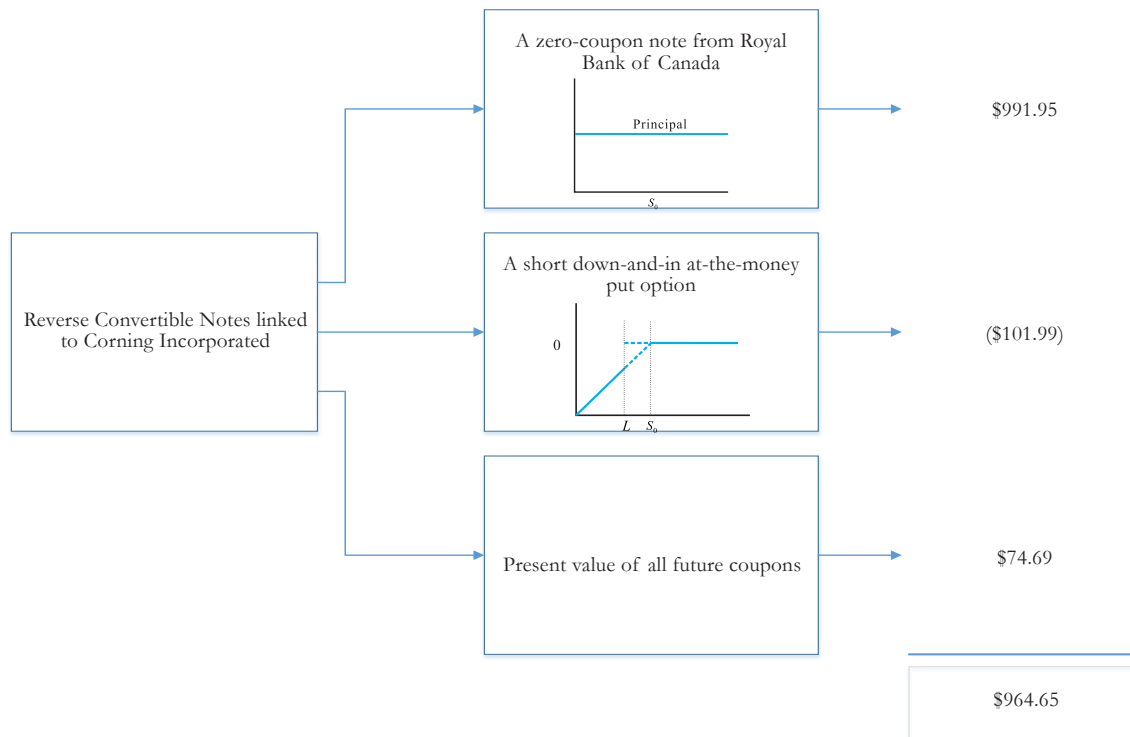 A zero-coupon note from Royal
Bank of Canada
Principal
S₀
$991.95
Reverse Convertible Notes linked
to Corning Incorporated
A short down-and-in at-the-money
put option
0
L S₀
($101.99)
Present value of all future coupons
$74.69
$964.65